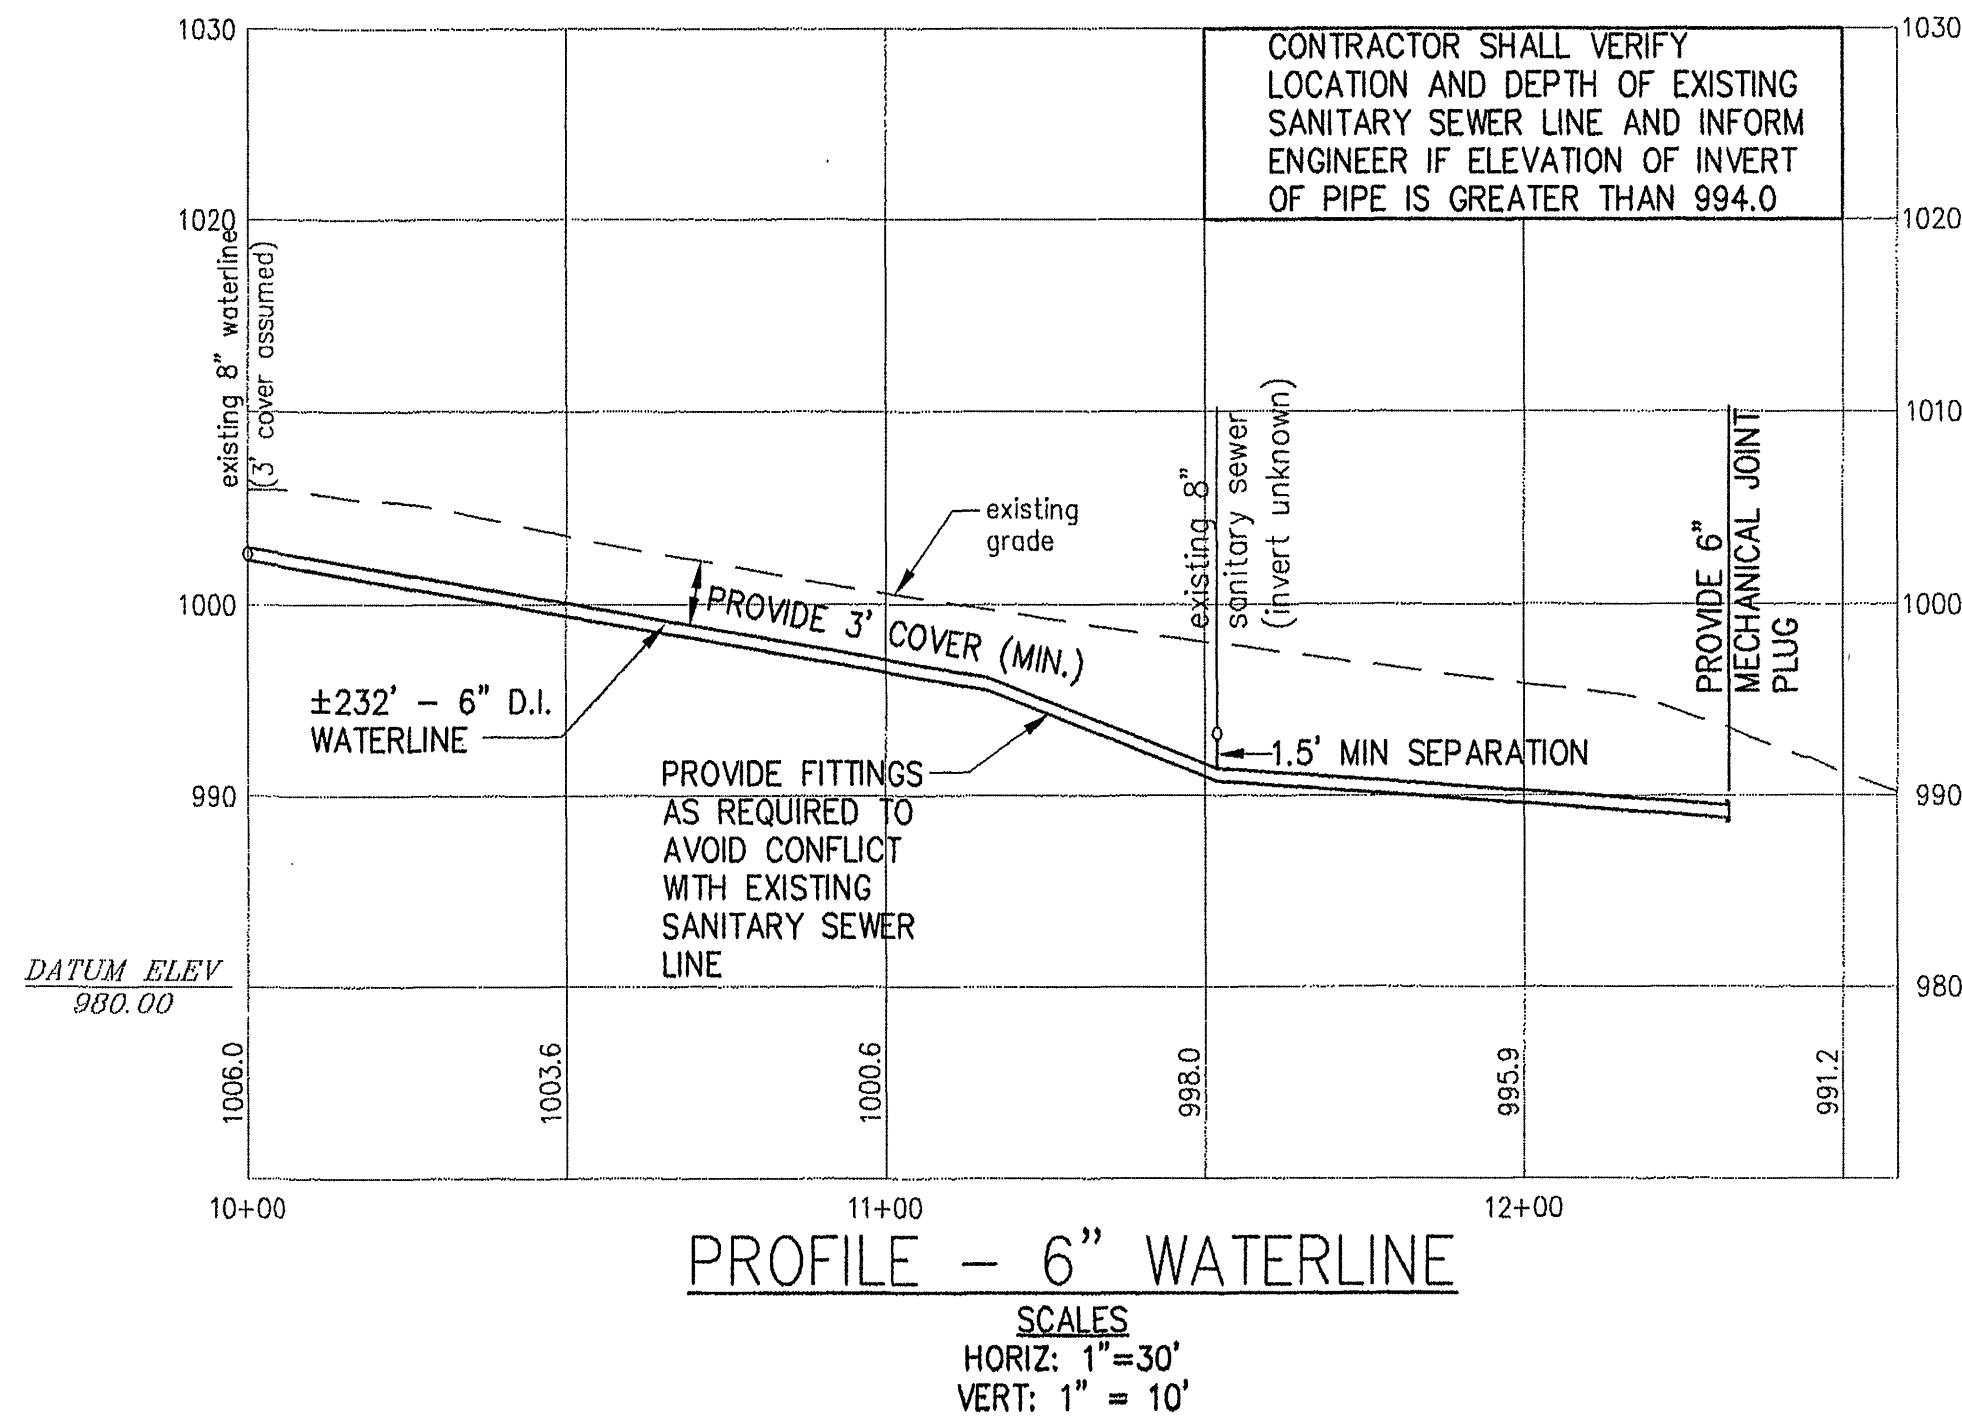 1030
1030
CONTRACTOR SHALL VERIFY
LOCATION AND DEPTH OF EXISTING
SANITARY SEWER LINE AND INFORM
ENGINEER IF ELEVATION OF INVERT
OF PIPE IS GREATER THAN 994.0
1020
1020
existing 8" waterline
(3' cover assumed)
1010
existing
grade
existing 8"
sanitary sewer
(invert unknown)
PROVIDE 6"
MECHANICAL JOINT
PLUG
1000
1000
PROVIDE 3' COVER (MIN.)
±232' - 6" D.I.
WATERLINE
1.5' MIN SEPARATION
PROVIDE FITTINGS
AS REQUIRED TO
AVOID CONFLICT
WITH EXISTING
SANITARY SEWER
LINE
990
990
DATUM ELEV
980.00
980
1006.0
1003.6
1000.6
998.0
995.9
991.2
10+00
11+00
12+00
PROFILE - 6" WATERLINE
SCALES
HORIZ: 1"=30'
VERT: 1" = 10'